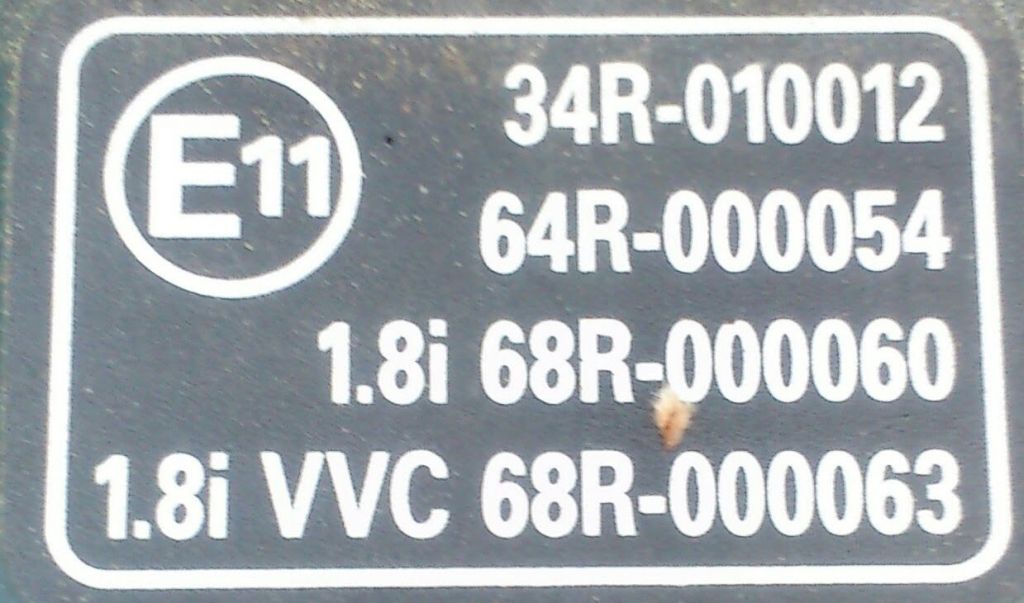 E11
34R-010012
64R-000054
1.8i 68R-000060
1.8i VVC 68R-000063